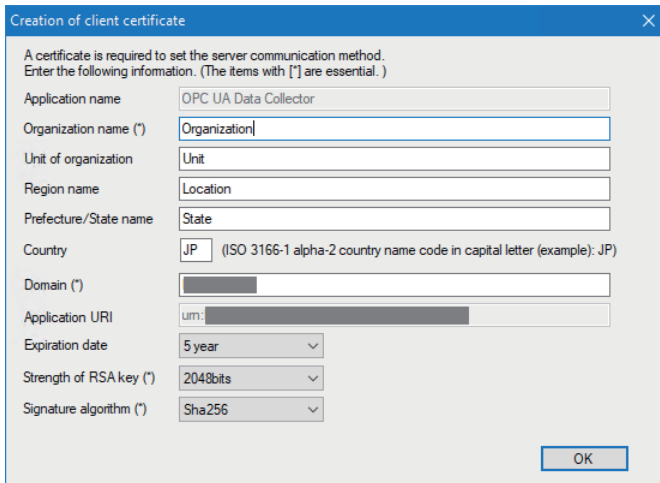 Creation of client certificate
A certificate is required to set the server communication method.
Enter the following information. (The items with [*] are essential. )
Application name OPC UA Data Collector
Organization name (*) Organization
Unit of organization Unit
Region name Location
Prefecture/State name State
Country JP (ISO 3166-1 alpha-2 country name code in capital letter (example): JP)
Domain (*)
Application URI urn:
Expiration date 5 year
Strength of RSA key (*) 2048bits
Signature algorithm (*) Sha256
OK